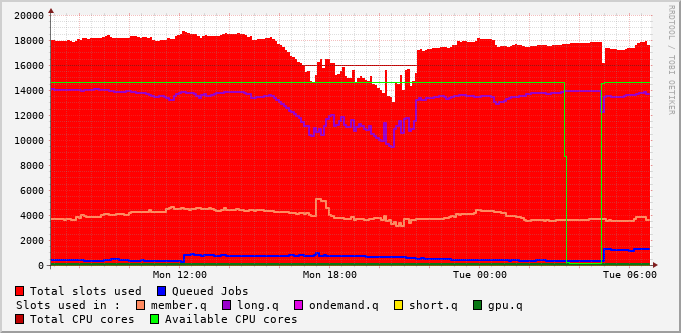 20000
18000
16000
14000
12000
10000
8000
6000
4000
2000
0
Mon 12:00 Mon 18:00 Tue 00:00 Tue 06:00
RRDTOOL / TOBI OETIKER
Total slots used Queued Jobs
Slots used in : member.q long.q ondemand.q short.q gpu.q
Total CPU cores Available CPU cores